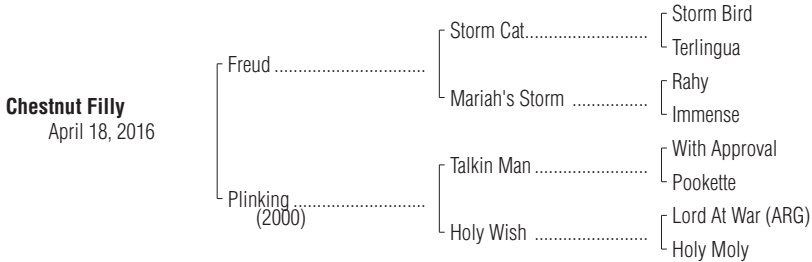 Storm Bird
Storm Cat
Terlingua
Freud
Rahy
Mariah's Storm
Immense
Chestnut Filly
April 18, 2016
With Approval
Talkin Man
Pookette
Plinking
(2000)
Lord At War (ARG)
Holy Wish
Holy Moly